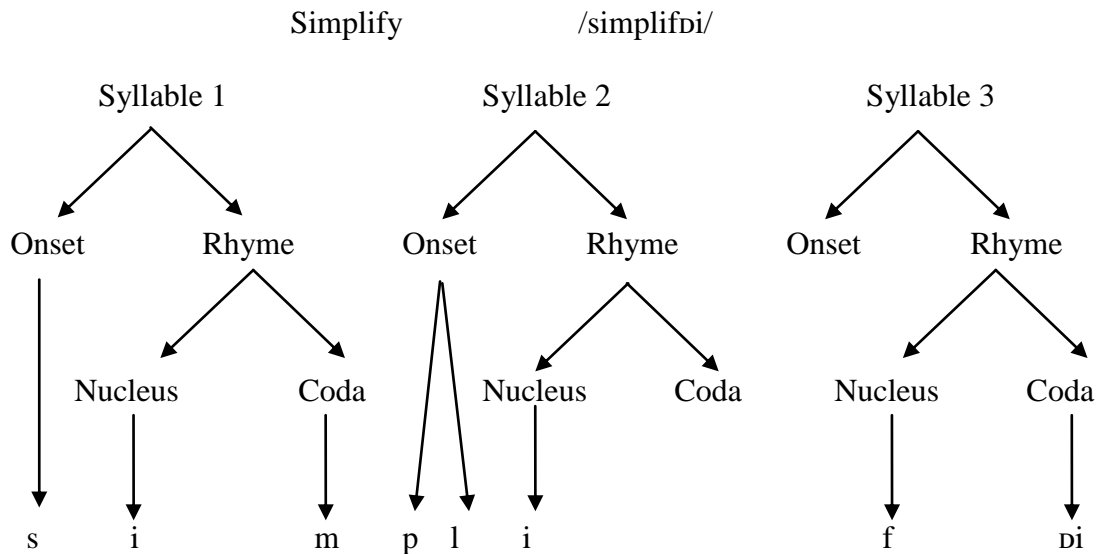 Simplify /simplifɒi/
Syllable 1 Syllable 2 Syllable 3
Onset Rhyme Onset Rhyme Onset Rhyme
Nucleus Coda Nucleus Coda Nucleus Coda
s i m p l i f ɒi